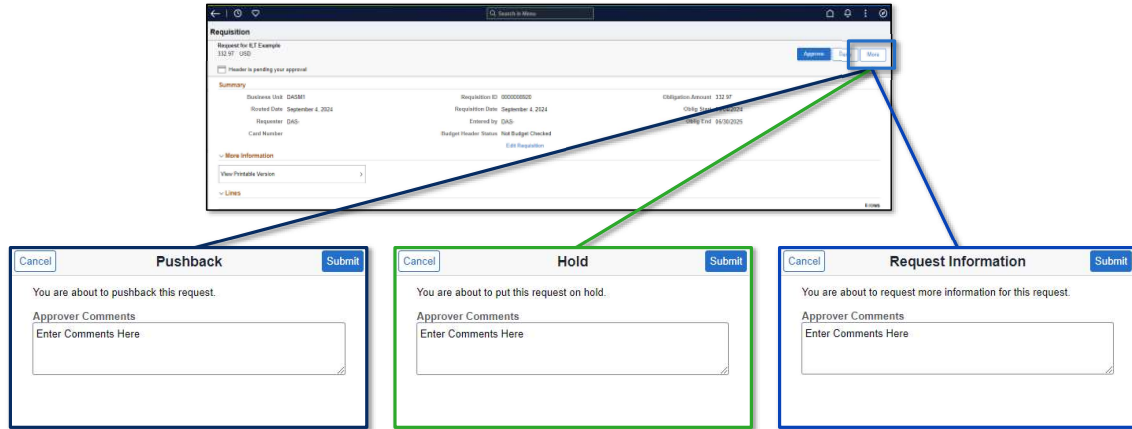 Search in Menu
Requisition
Request for ILT Example
332.97 USD
Approve
More
Header is pending your approval
Summary
Business Unit DASM1 Requisition ID Obligation Amount 332.97
Routed Date September 4, 2024 Requisition Date September 4, 2024 Oblig Start
Requester DAS- Entered by DAS- Oblig End 06/30/2025
Card Number Budget Header Status Not Budget Checked
Edit Requisition
More Information
View Printable Version
Lines
Cancel Pushback Submit
You are about to pushback this request.
Approver Comments
Enter Comments Here
Cancel Hold Submit
You are about to put this request on hold.
Approver Comments
Enter Comments Here
Cancel Request Information Submit
You are about to request more information for this request.
Approver Comments
Enter Comments Here